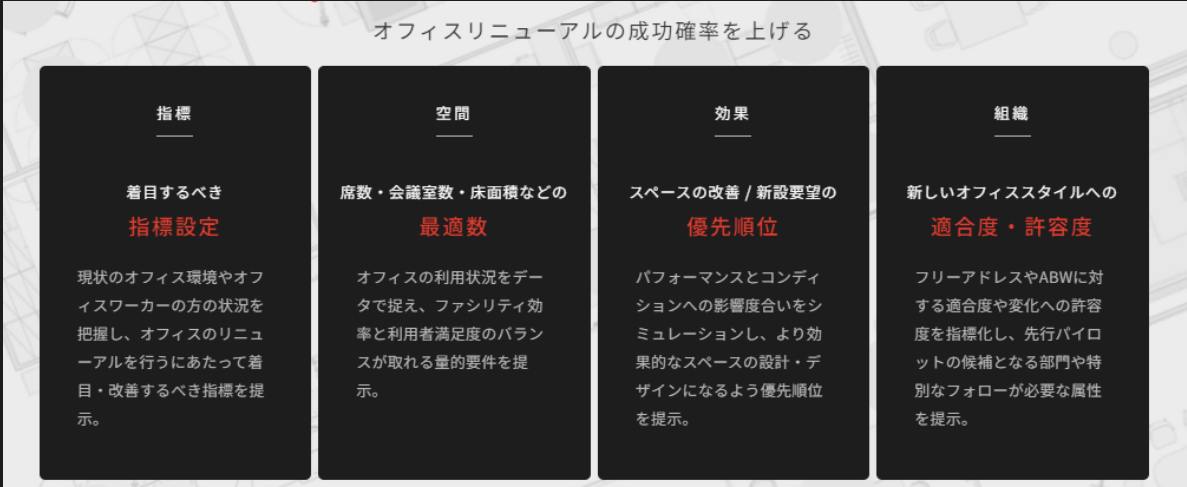 オフィスリニューアルの成功確率を上げる
指標
着目するべき
指標設定
現状のオフィス環境やオフ
ィスワーカーの方の状況を
把握し、オフィスのリニュ
ーアルを行うにあたって着
目・改善するべき指標を提
示。
空間
席数・会議室数・床面積などの
最適数
オフィスの利用状況をデー
タで捉え、ファシリティ効
率と利用者満足度のバラン
スが取れる量的要件を提
示。
効果
スペースの改善 / 新設要望の
優先順位
パフォーマンスとコンディ
ションへの影響度合いをシ
ミュレーションし、より効
果的なスペースの設計・デ
ザインになるよう優先順位
を提示。
組織
新しいオフィススタイルへの
適合度・許容度
フリーアドレスやABWに対
する適合度や変化への許容
度を指標化し、先行パイロ
ットの候補となる部門や特
別なフォローが必要な属性
を提示。